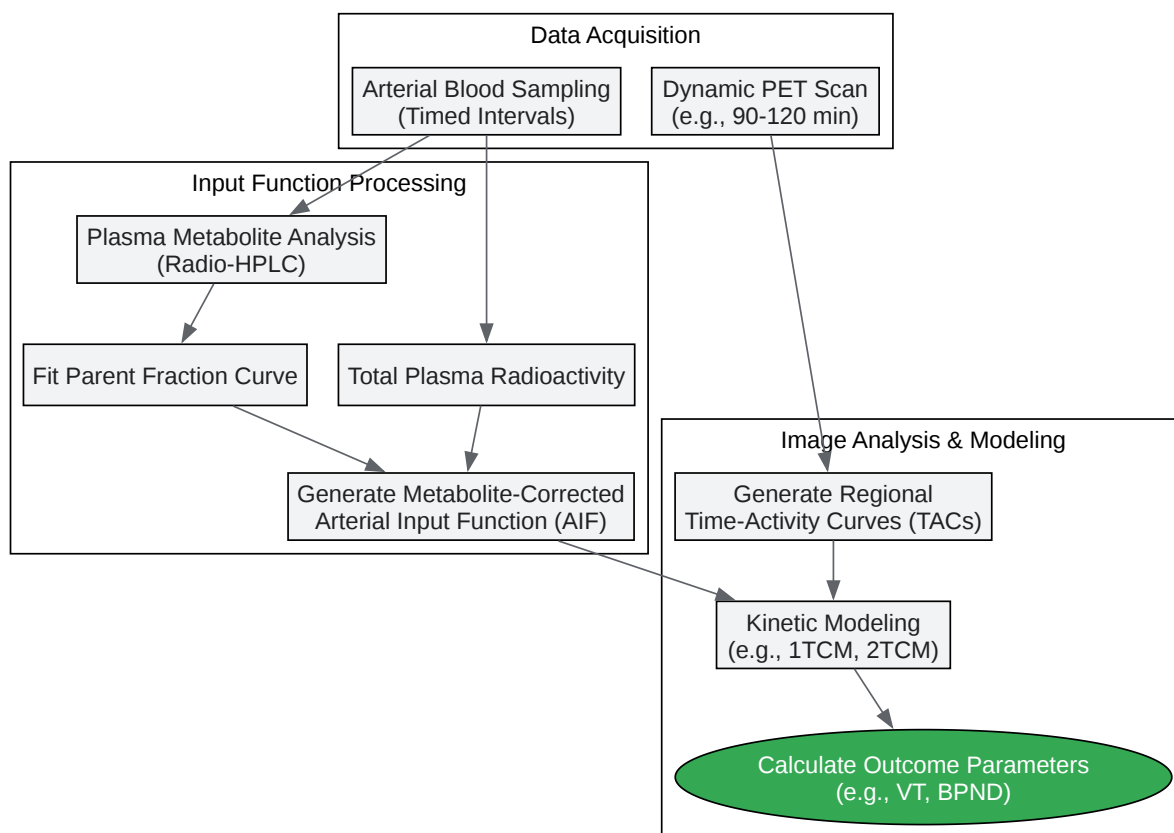 Data Acquisition
Arterial Blood Sampling
(Timed Intervals)
Dynamic PET Scan
(e.g., 90-120 min)
Input Function Processing
Plasma Metabolite Analysis
(Radio-HPLC)
Fit Parent Fraction Curve
Total Plasma Radioactivity
Generate Metabolite-Corrected
Arterial Input Function (AIF)
Image Analysis & Modeling
Generate Regional
Time-Activity Curves (TACs)
Kinetic Modeling
(e.g., 1TCM, 2TCM)
Calculate Outcome Parameters
(e.g., VT, BPND)